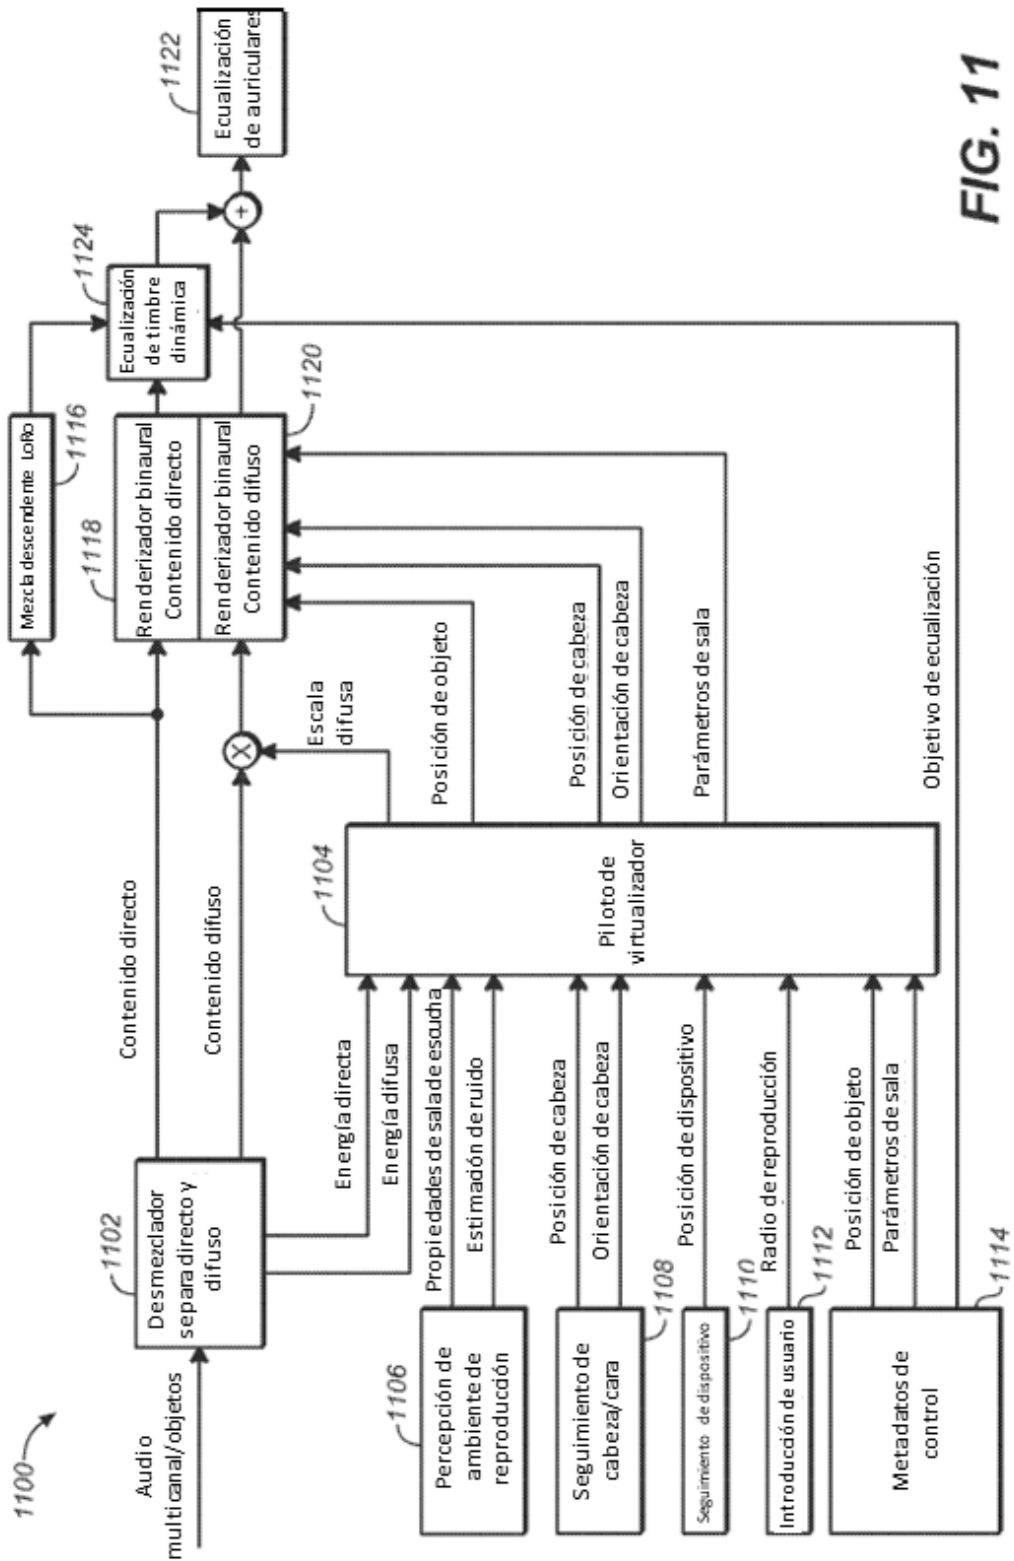 1100
Audio
multicanal/objetos
1102
Desmezclador
separa directo y
difuso
Contenido directo
Contenido difuso
Energía directa
Energía difusa
1106
Percepción de
ambiente de
reproducción
Propiedades de sala de escucha
Estimación de ruido
Seguimiento de
cabeza/cara
1108
Posición de cabeza
Orientación de cabeza
Seguimiento de dispositivo
1110
Posición de dispositivo
Introducción de usuario
1112
Radio de reproducción
Metadatos de
control
1114
Posición de objeto
Parámetros de sala
1104
Piloto de
virtualizador
Escala
difusa
Posición de objeto
Posición de cabeza
Orientación de cabeza
Parámetros de sala
Objetivo de ecualización
X
Mezcla descendente LoRo
1116
1118
Renderizador binaural
Contenido directo
Renderizador binaural
Contenido difuso
1120
1124
Ecualización
de timbre
dinámica
+
1122
Ecualización
de auriculares
FIG. 11